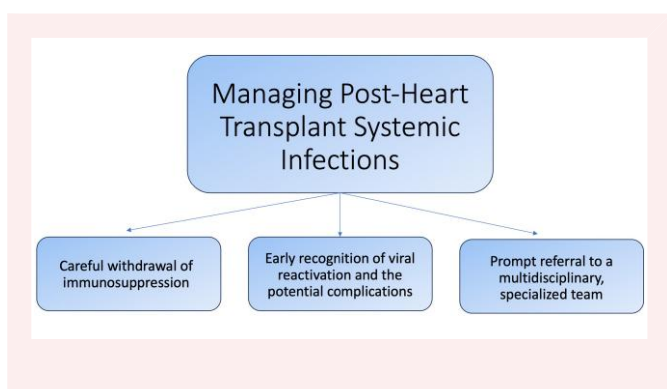 Managing Post-Heart
Transplant Systemic
Infections
Careful withdrawal of
immunosuppression
Early recognition of viral
reactivation and the
potential complications
Prompt referral to a
multidisciplinary,
specialized team